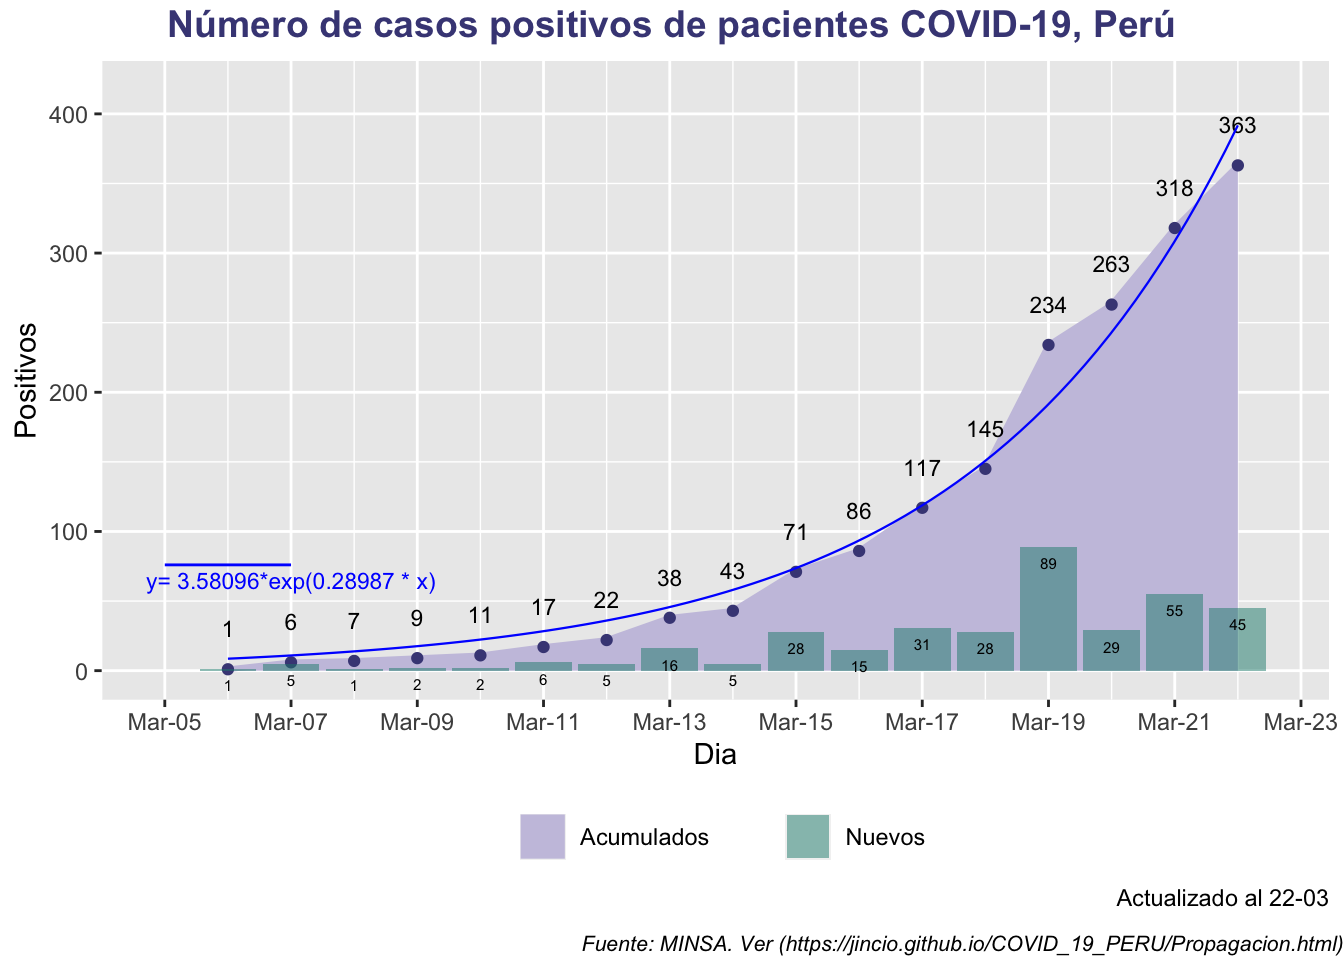 Número de casos positivos de pacientes COVID-19, Perú
Positivos
400
300
200
100
0
y= 3.58096*exp(0.28987 * x)
1 6 7 9 11 17 22 38 43 71 86 117 145 234 263 318 363
1 5 1 2 2 6 5 16 5 28 15 31 28 89 29 55 45
Mar-05 Mar-07 Mar-09 Mar-11 Mar-13 Mar-15 Mar-17 Mar-19 Mar-21 Mar-23
Dia
Acumulados Nuevos
Actualizado al 22-03
Fuente: MINSA. Ver (https://jincio.github.io/COVID_19_PERU/Propagacion.html)